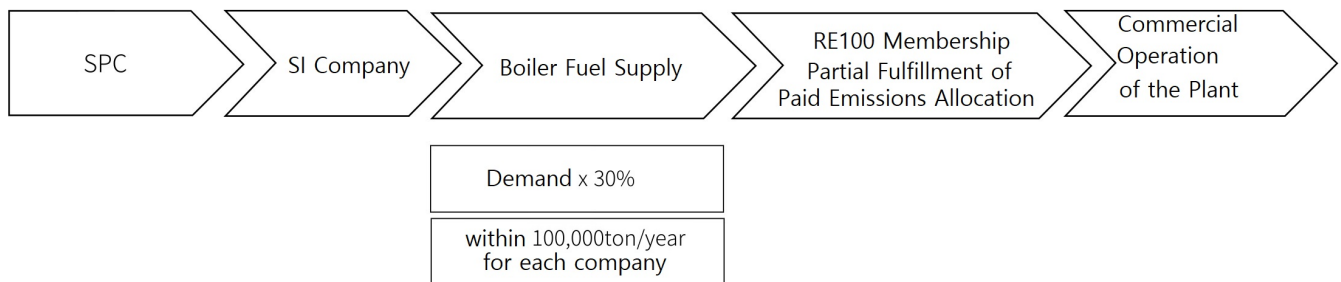 SPC
SI Company
Boiler Fuel Supply
RE100 Membership
Partial Fulfillment of
Paid Emissions Allocation
Commercial
Operation
of the Plant
Demand x 30%
within 100,000ton/year
for each company